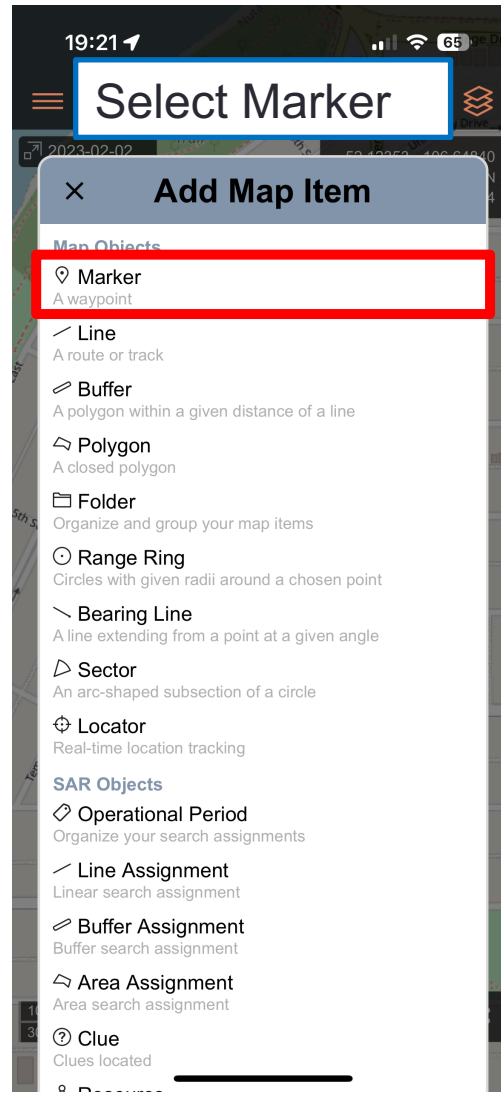 19:21
65
Select Marker
Drive
2023-02-02
Add Map Item
Map Objects
Marker
A waypoint
Line
A route or track
Buffer
A polygon within a given distance of a line
Polygon
A closed polygon
Folder
Organize and group your map items
5th S
Range Ring
Circles with given radii around a chosen point
Bearing Line
A line extending from a point at a given angle
Sector
An arc-shaped subsection of a circle
Locator
Real-time location tracking
SAR Objects
Operational Period
Organize your search assignments
Line Assignment
Linear search assignment
Buffer Assignment
Buffer search assignment
Area Assignment
Area search assignment
Clue
Clues located
Resource